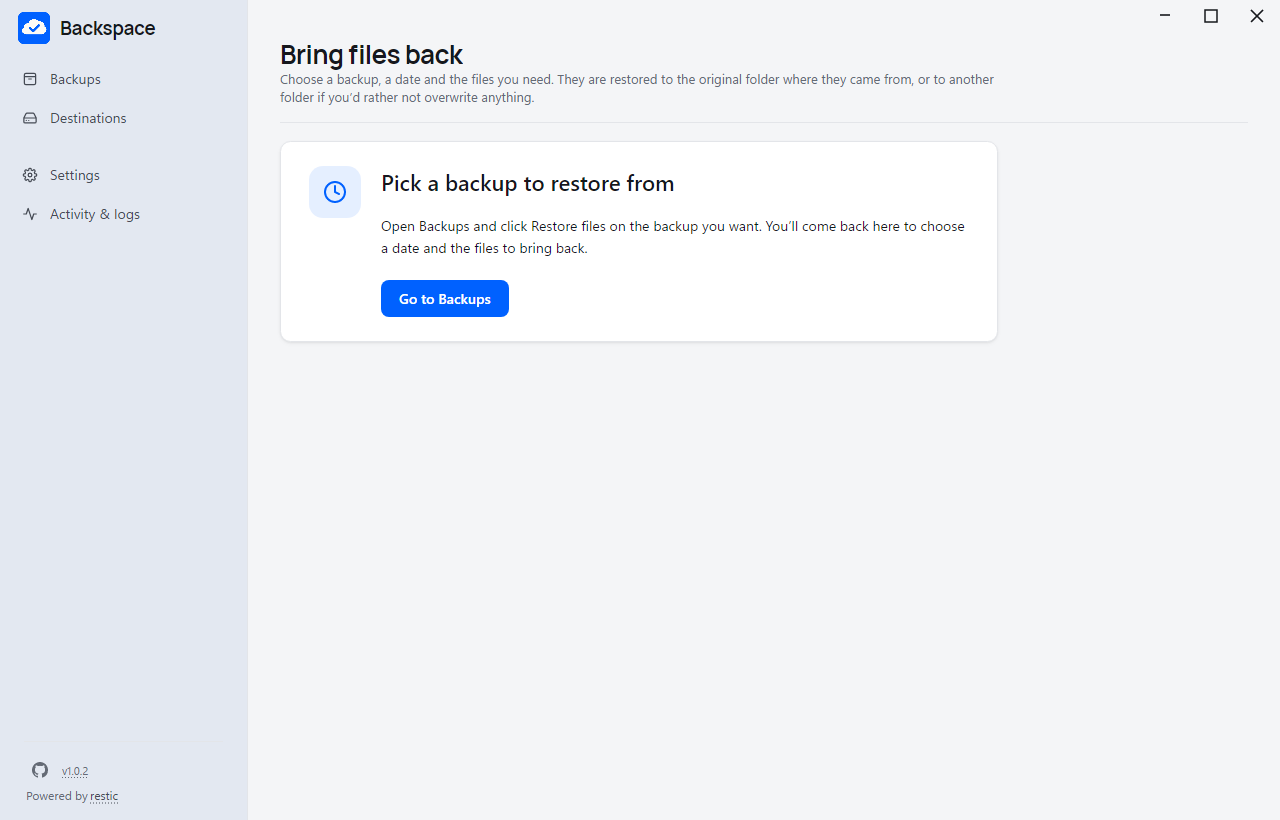 Backspace
Backups
Destinations
Settings
Activity & logs
v1.0.2
Powered by restic
Bring files back
Choose a backup, a date and the files you need. They are restored to the original folder where they came from, or to another
folder if you’d rather not overwrite anything.
Pick a backup to restore from
Open Backups and click Restore files on the backup you want. You’ll come back here to choose
a date and the files to bring back.
Go to Backups